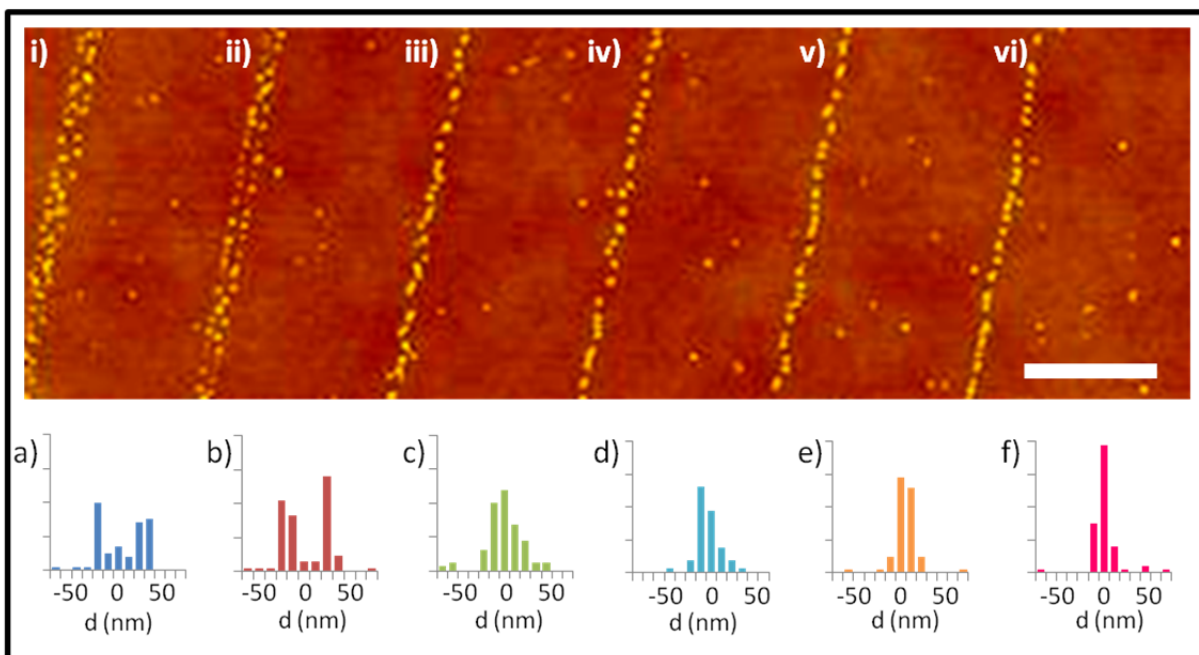 i) ii) iii) iv) v) vi)
a) b) c) d) e) f)
-50 0 50 -50 0 50 -50 0 50 -50 0 50 -50 0 50 -50 0 50
d (nm) d (nm) d (nm) d (nm) d (nm) d (nm)